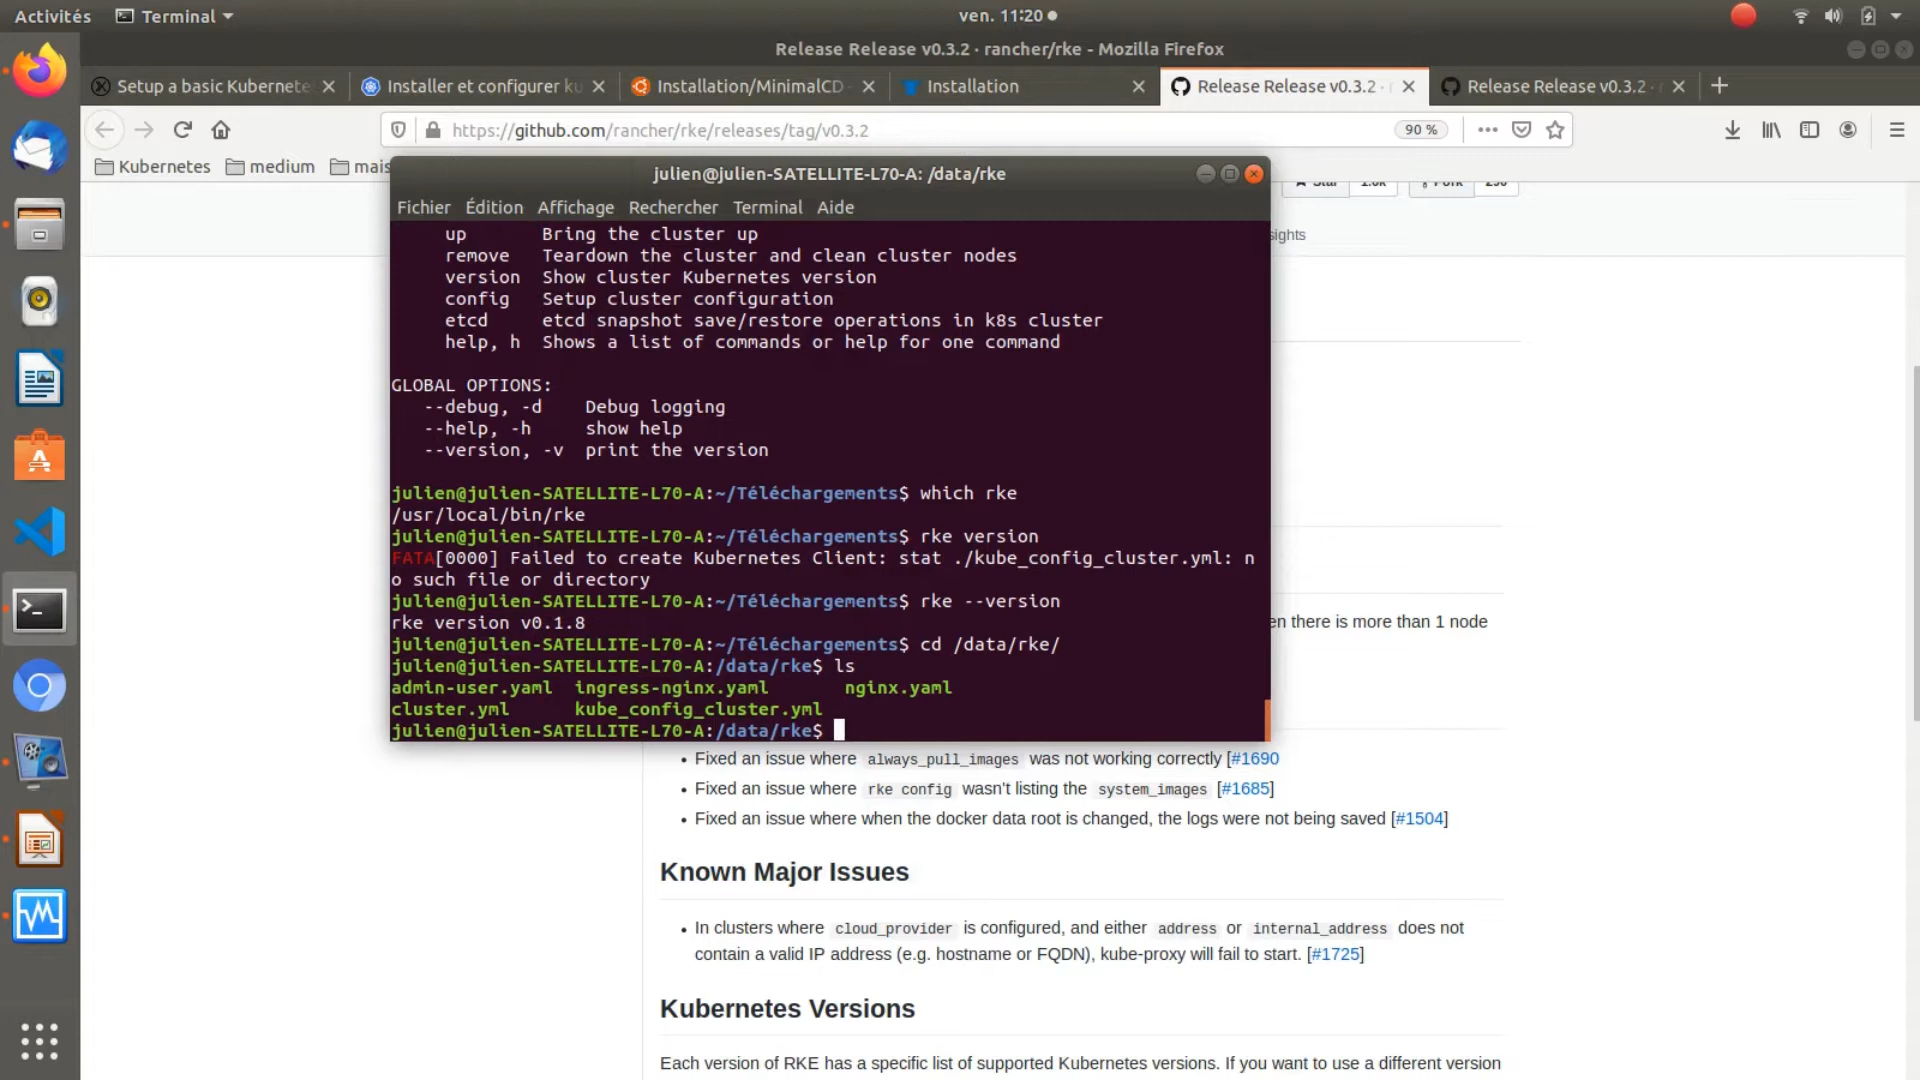 Activités
Terminal
ven. 11:20
Release Release v0.3.2 · rancher/rke - Mozilla Firefox
Setup a basic Kubernete
Installer et configurer ku
Installation/MinimalCD
Installation
Release Release v0.3.2 ·
Release Release v0.3.2 ·
https://github.com/rancher/rke/releases/tag/v0.3.2
90 %
Kubernetes
medium
mais
julien@julien-SATELLITE-L70-A: /data/rke
Fichier Édition Affichage Rechercher Terminal Aide
up Bring the cluster up
remove Teardown the cluster and clean cluster nodes
version Show cluster Kubernetes version
config Setup cluster configuration
etcd etcd snapshot save/restore operations in k8s cluster
help, h Shows a list of commands or help for one command
GLOBAL OPTIONS:
--debug, -d Debug logging
--help, -h show help
--version, -v print the version
julien@julien-SATELLITE-L70-A:~/Téléchargements$ which rke
/usr/local/bin/rke
julien@julien-SATELLITE-L70-A:~/Téléchargements$ rke version
FATA[0000] Failed to create Kubernetes Client: stat ./kube_config_cluster.yml: n
o such file or directory
julien@julien-SATELLITE-L70-A:~/Téléchargements$ rke --version
rke version v0.1.8
julien@julien-SATELLITE-L70-A:~/Téléchargements$ cd /data/rke/
julien@julien-SATELLITE-L70-A:/data/rke$ ls
admin-user.yaml ingress-nginx.yaml nginx.yaml
cluster.yml kube_config_cluster.yml
julien@julien-SATELLITE-L70-A:/data/rke$
sights
en there is more than 1 node
Fixed an issue where always_pull_images was not working correctly [#1690
Fixed an issue where rke config wasn't listing the system_images [#1685]
Fixed an issue where when the docker data root is changed, the logs were not being saved [#1504]
Known Major Issues
In clusters where cloud_provider is configured, and either address or internal_address does not
contain a valid IP address (e.g. hostname or FQDN), kube-proxy will fail to start. [#1725]
Kubernetes Versions
Each version of RKE has a specific list of supported Kubernetes versions. If you want to use a different version